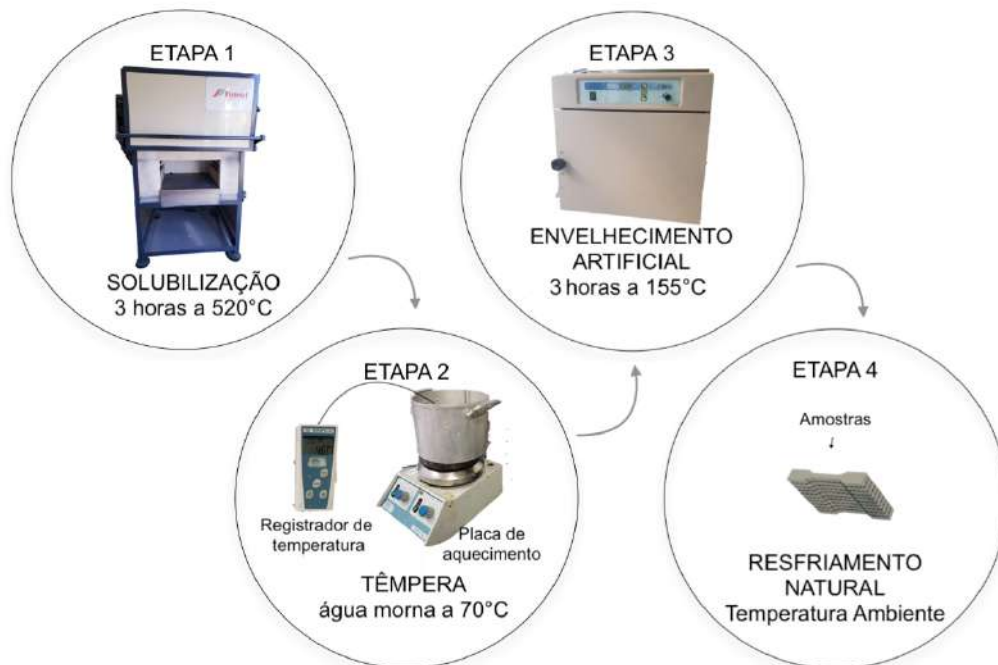 ETAPA 1
SOLUBILIZAÇÃO
3 horas a 520°C
ETAPA 2
Registrador de
temperatura
Placa de
aquecimento
TÊMPERA
água morna a 70°C
ETAPA 3
ENVELHECIMENTO
ARTIFICIAL
3 horas a 155°C
ETAPA 4
Amostras
RESFRIAMENTO
NATURAL
Temperatura Ambiente